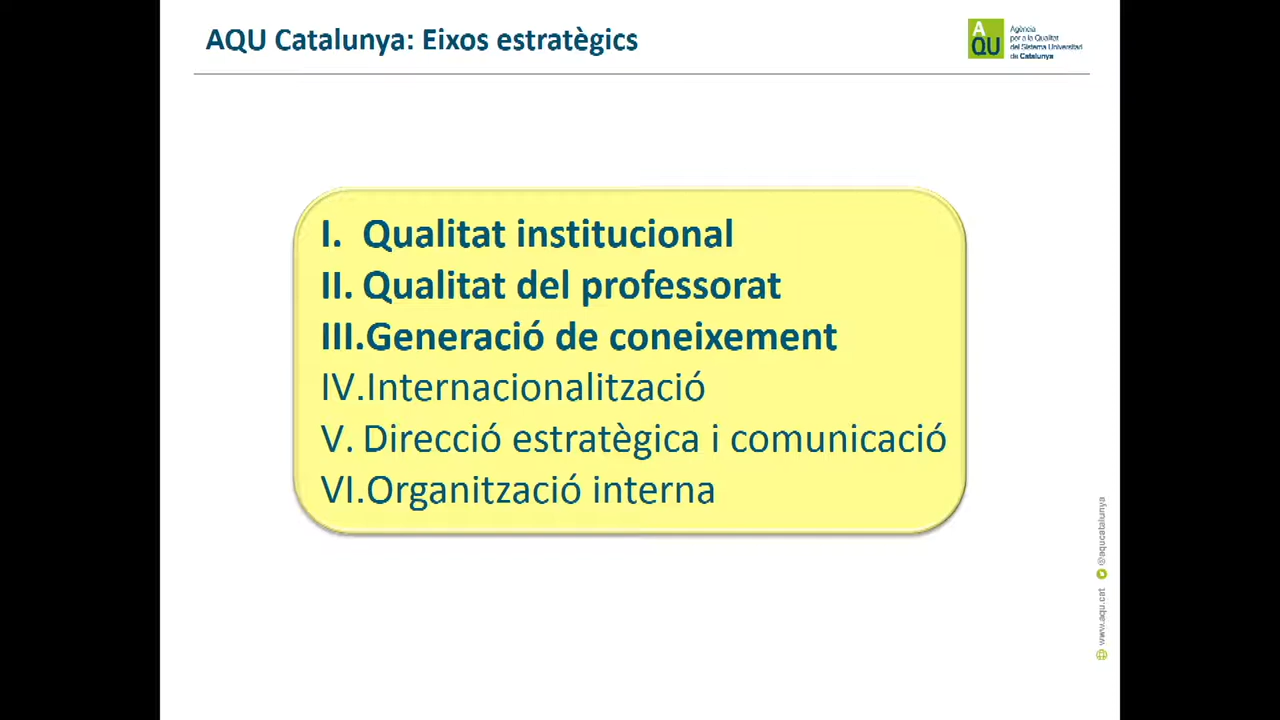 AQU Catalunya: Eixos estratègics
AQU
Agència
per a la Qualitat
del Sistema Universitari
de Catalunya
I. Qualitat institucional
II. Qualitat del professorat
III.Generació de coneixement
IV.Internacionalització
V. Direcció estratègica i comunicació
VI.Organització interna
www.aqu.cat @aqucatalunya